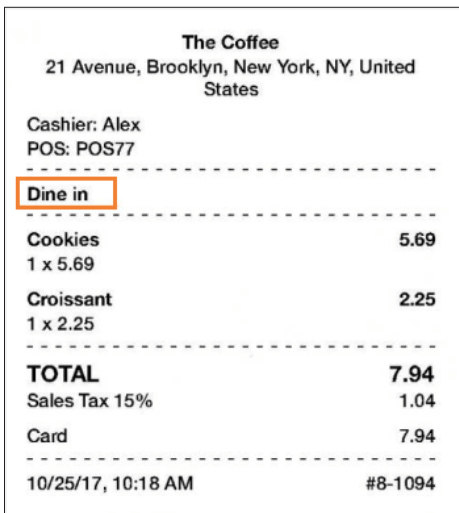 The Coffee
21 Avenue, Brooklyn, New York, NY, United
States
Cashier: Alex
POS: POS77
Dine in
Cookies 5.69
1 x 5.69
Croissant 2.25
1 x 2.25
TOTAL 7.94
Sales Tax 15% 1.04
Card 7.94
10/25/17, 10:18 AM #8-1094